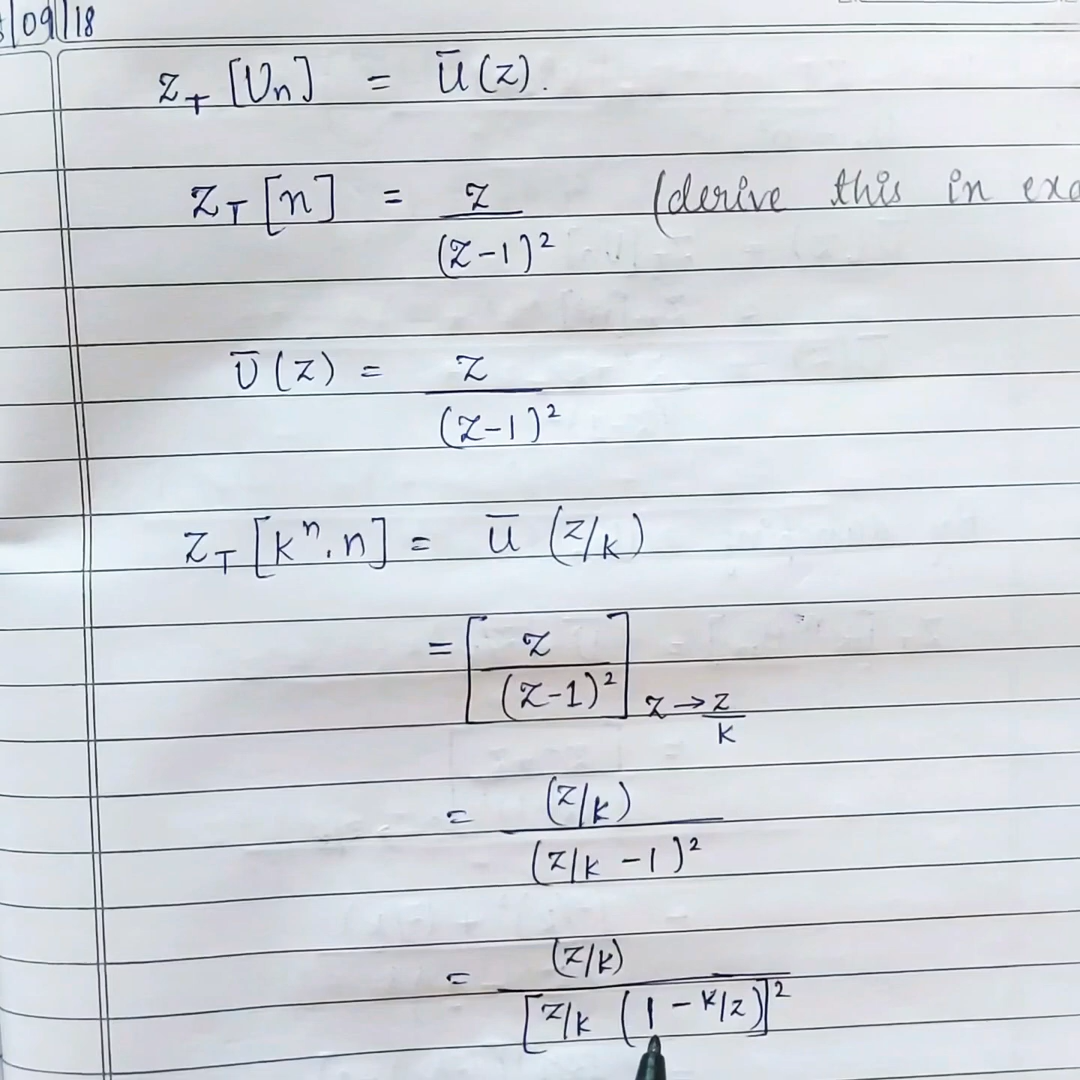 /09/18
Z_T [U_n] = Ū(z).
Z_T [n] = z/(z-1)² (derive this in
Ū(z) = z/(z-1)²
Z_T [kⁿ.n] = ū (z/k)
= [z/(z-1)²] z→z/k
= (z/k)/(z/k -1)²
= (z/k)/[z/k (1 - k/z)]²